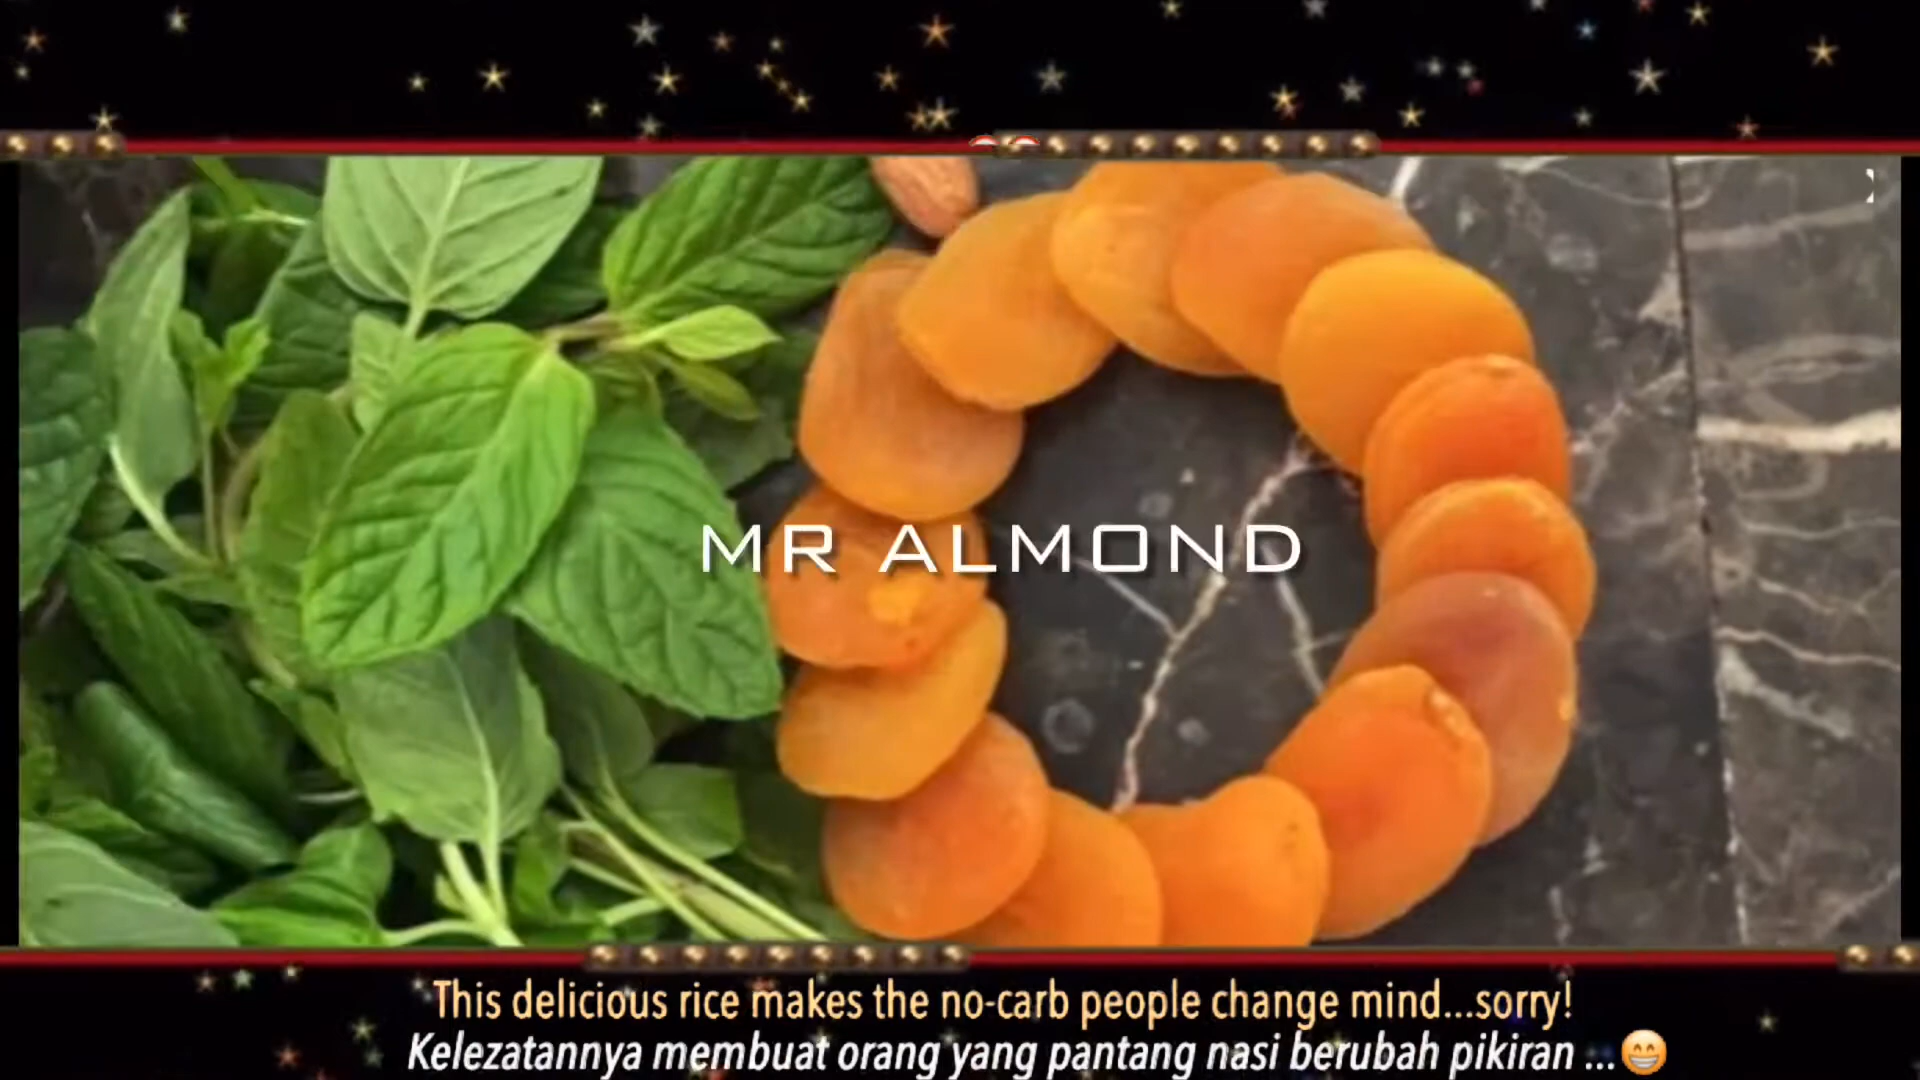 MR ALMOND
This delicious rice makes the no-carb people change mind...sorry!
Kelezatannya membuat orang yang pantang nasi berubah pikiran ...😁